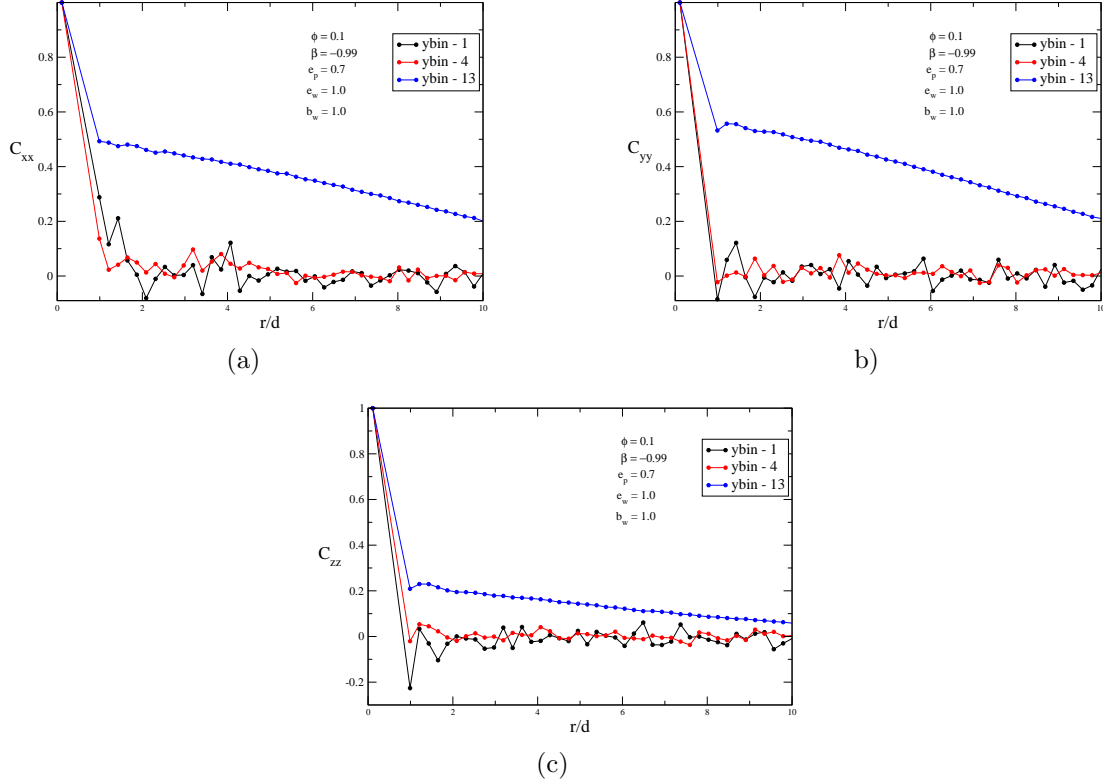 0.8
0.6
0.4
0.2
0
C_xx
ϕ = 0.1
β = −0.99
e_p = 0.7
e_w = 1.0
b_w = 1.0
ybin - 1
ybin - 4
ybin - 13
0 2 4 6 8 10
r/d
(a)
0.8
0.6
0.4
0.2
0
C_yy
ϕ = 0.1
β = −0.99
e_p = 0.7
e_w = 1.0
b_w = 1.0
ybin - 1
ybin - 4
ybin - 13
0 2 4 6 8 10
r/d
b)
1
0.8
0.6
0.4
0.2
0
-0.2
C_zz
ϕ = 0.1
β = −0.99
e_p = 0.7
e_w = 1.0
b_w = 1.0
ybin - 1
ybin - 4
ybin - 13
0 2 4 6 8 10
r/d
(c)